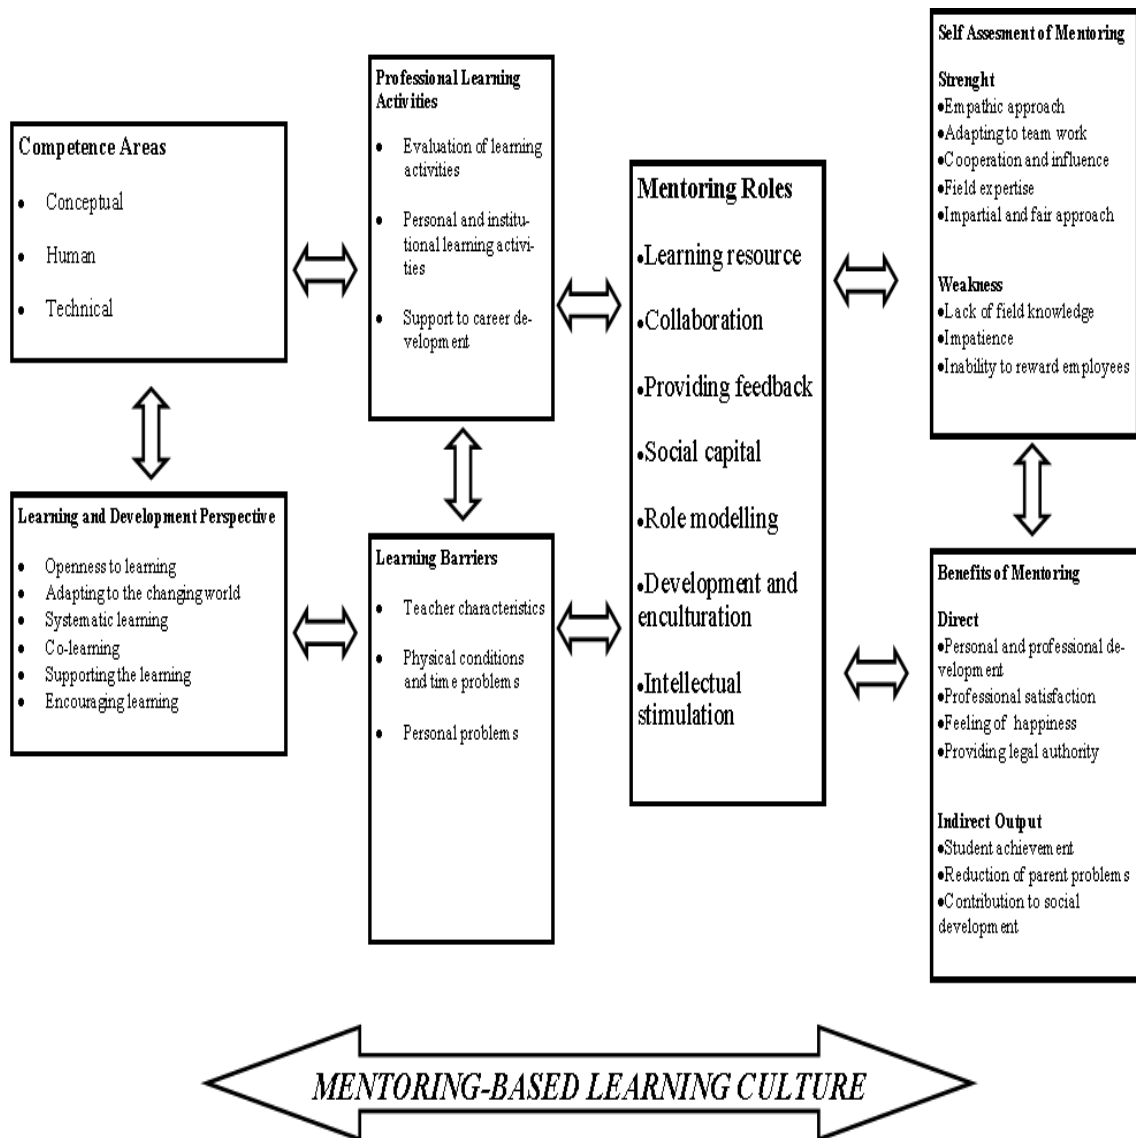 Competence Areas
• Conceptual
• Human
• Technical
Learning and Development Perspective
• Openness to learning
• Adapting to the changing world
• Systematic learning
• Co-learning
• Supporting the learning
• Encouraging learning
Professional Learning
Activities
• Evaluation of learning
activities
• Personal and institu-
tional learning activi-
ties
• Support to career de-
velopment
Learning Barriers
• Teacher characteristics
• Physical conditions
and time problems
• Personal problems
Mentoring Roles
•Learning resource
•Collaboration
•Providing feedback
•Social capital
•Role modelling
•Development and
enculturation
•Intellectual
stimulation
Self Assesment of Mentoring
Strenght
•Empathic approach
•Adapting to team work
•Cooperation and influence
•Field expertise
•Impartial and fair approach
Weakness
•Lack of field knowledge
•Impatience
•Inability to reward employees
Benefits of Mentoring
Direct
•Personal and professional de-
velopment
•Professional satisfaction
•Feeling of happiness
•Providing legal authority
Indirect Output
•Student achievement
•Reduction of parent problems
•Contribution to social
development
MENTORING-BASED LEARNING CULTURE